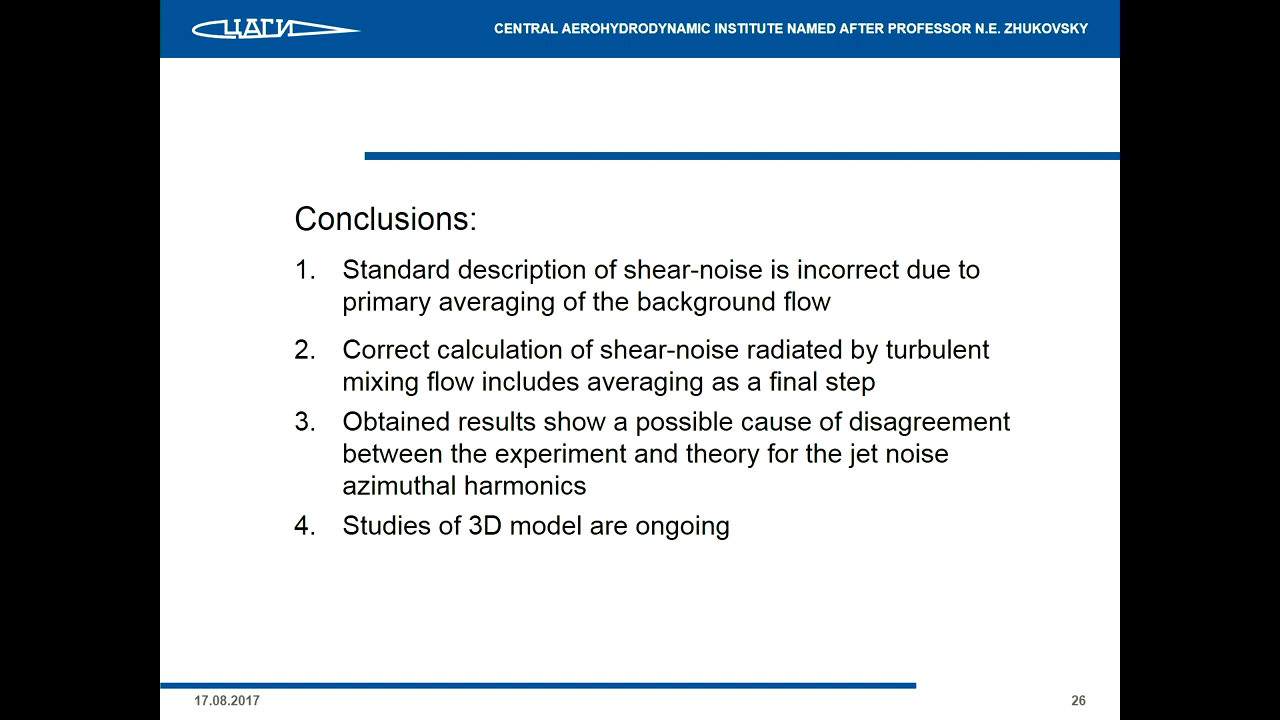 ЦАГИ
CENTRAL AEROHYDRODYNAMIC INSTITUTE NAMED AFTER PROFESSOR N.E. ZHUKOVSKY
Conclusions:
1. Standard description of shear-noise is incorrect due to
primary averaging of the background flow
2. Correct calculation of shear-noise radiated by turbulent
mixing flow includes averaging as a final step
3. Obtained results show a possible cause of disagreement
between the experiment and theory for the jet noise
azimuthal harmonics
4. Studies of 3D model are ongoing
17.08.2017
26